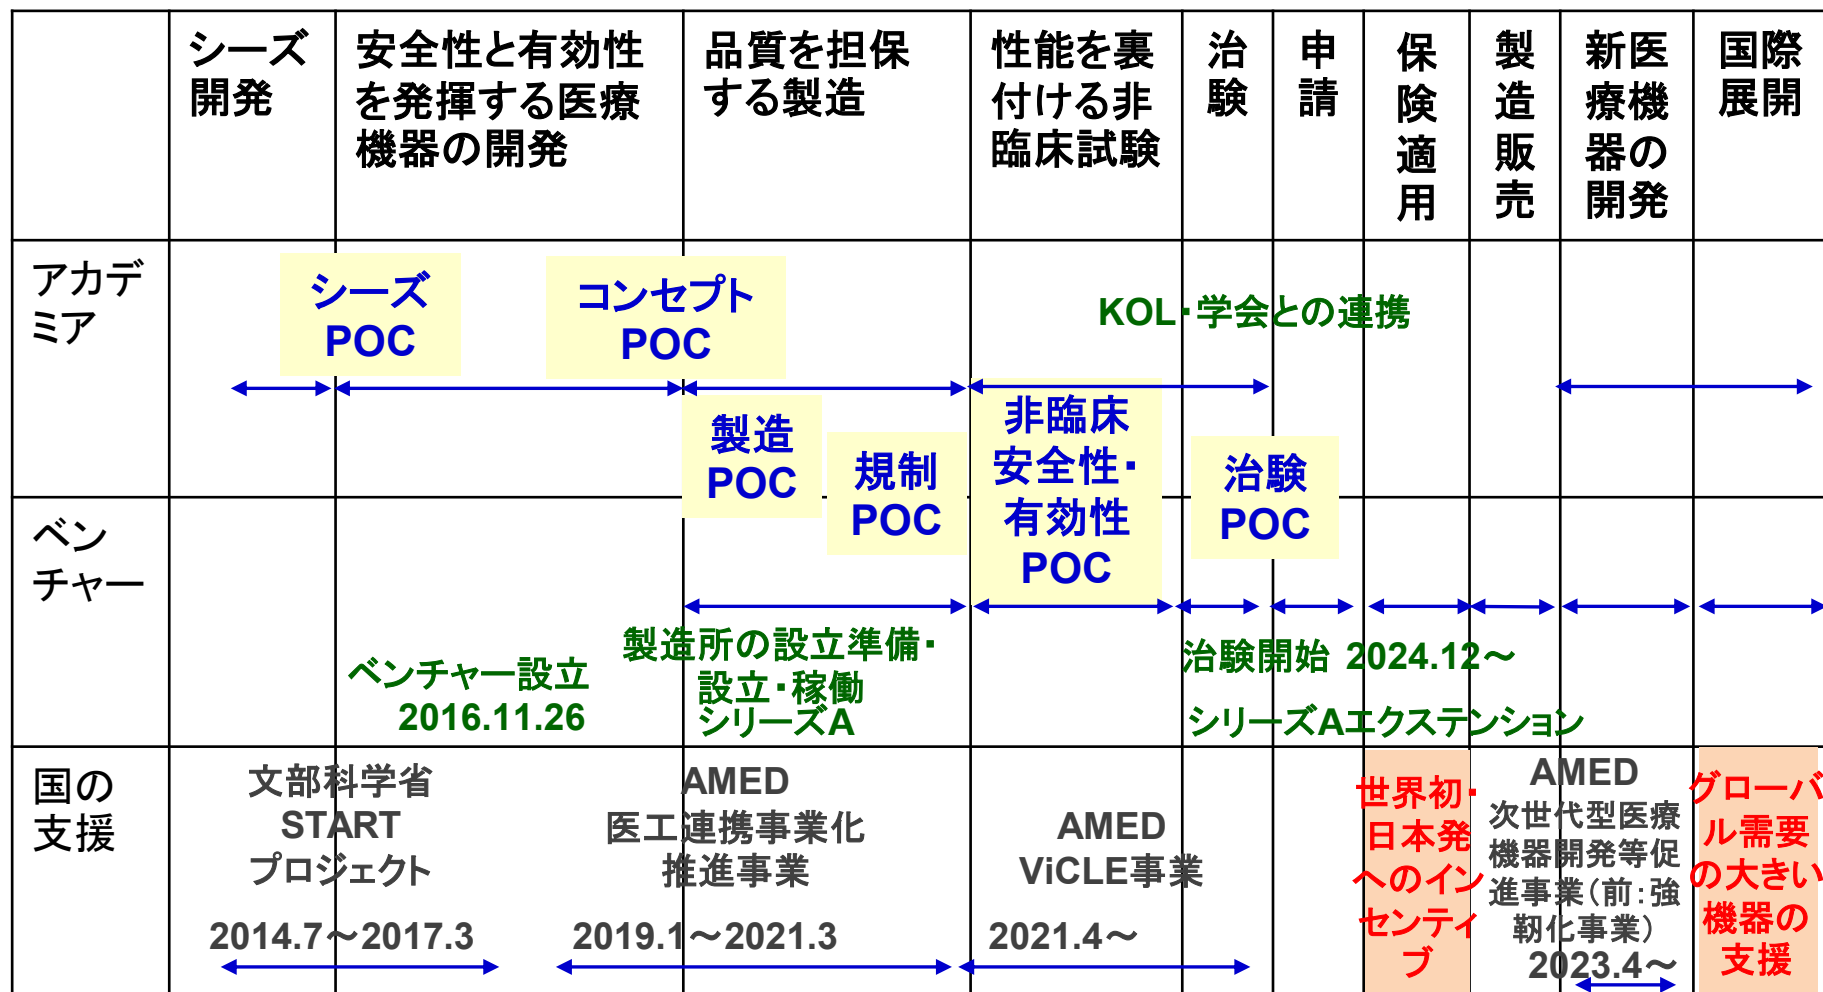 シーズ
開発
安全性と有効性
を発揮する医療
機器の開発
品質を担保
する製造
性能を裏
付ける非
臨床試験
治
験
申
請
保
険
適
用
製
造
販
売
新医
療機
器の
開発
国際
展開
アカデ
ミア
シーズ
POC
コンセプト
POC
KOL・学会との連携
製造
POC
規制
POC
非臨床
安全性・
有効性
POC
治験
POC
ベン
チャー
ベンチャー設立
2016.11.26
製造所の設立準備・
設立・稼働
シリーズA
治験開始 2024.12～
シリーズAエクステンション
国の
支援
文部科学省
START
プロジェクト
2014.7～2017.3
AMED
医工連携事業化
推進事業
2019.1～2021.3
AMED
ViCLE事業
2021.4～
世界初・
日本発
へのイン
センティ
ブ
AMED
次世代型医療
機器開発等促
進事業（前：強
靭化事業）
2023.4～
グローバ
ル需要
の大きい
機器の
支援